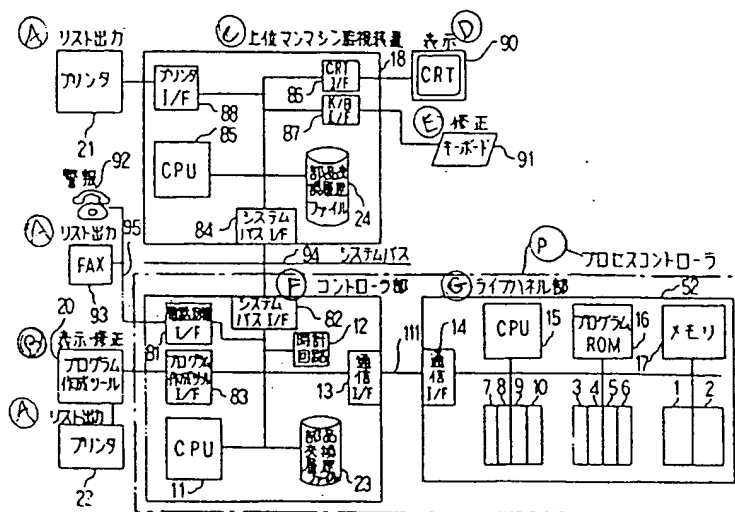 Ⓐ リスト出力
プリンタ
21
Ⓒ 上位マンマシン監視装置
18
プリンタ
I/F
88
CRT
I/F
86
K/B
I/F
87
85
CPU
部品交
換履歴
ファイル
24
84
システム
バス I/F
表示 Ⓓ 90
CRT
Ⓔ 修正
キーボード
91
92
警報
Ⓐ リスト出力 95
FAX
93
94 システムバス
Ⓟ プロセスコントローラ
20
Ⓑ 表示・修正
プログラム
作成ツール
Ⓐ リスト出力
プリンタ
22
Ⓕ コントローラ部
システム
バス I/F
82
I/F
81
時計
回路
12
プログラム
作成ツール
I/F
83
通信
I/F
13
111
CPU
11
部品
交換
履歴
ファイル
23
Ⓖ ライフパネル部
52
14
通信
I/F
CPU
15
プログラム
ROM
16
メモリ
17
7 8 9 10
3 4 5 6
1 2